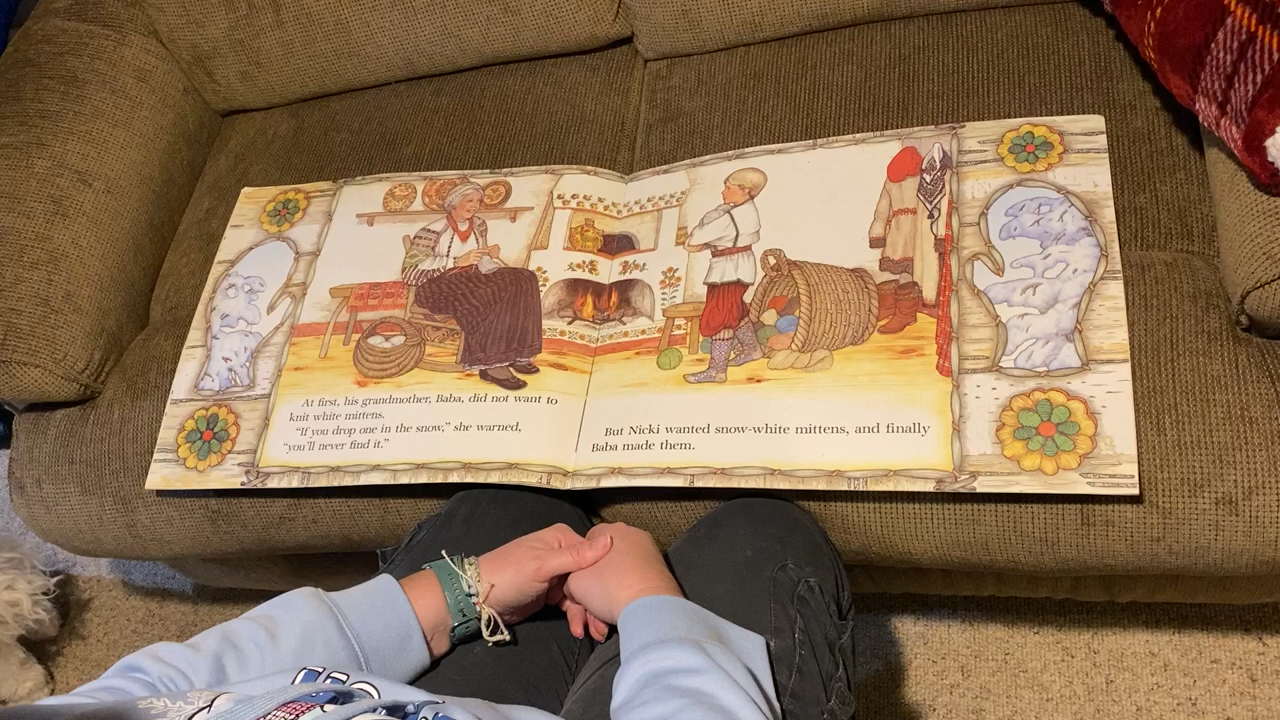 At first, his grandmother, Baba, did not want to
knit white mittens.
"If you drop one in the snow," she warned,
"you'll never find it."
But Nicki wanted snow-white mittens, and finally
Baba made them.